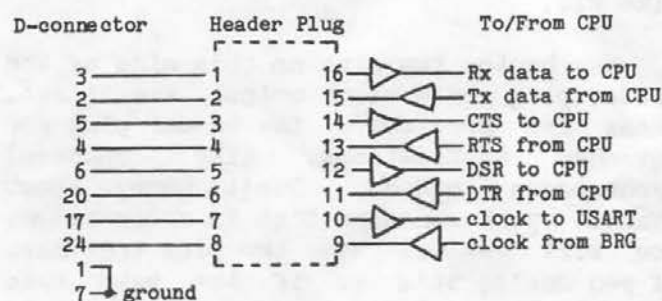 D-connector Header Plug To/From CPU
3 1 16 Rx data to CPU
2 2 15 Tx data from CPU
5 3 14 CTS to CPU
4 4 13 RTS from CPU
6 5 12 DSR to CPU
20 6 11 DTR from CPU
17 7 10 clock to USART
24 8 9 clock from BRG
1
7 ground